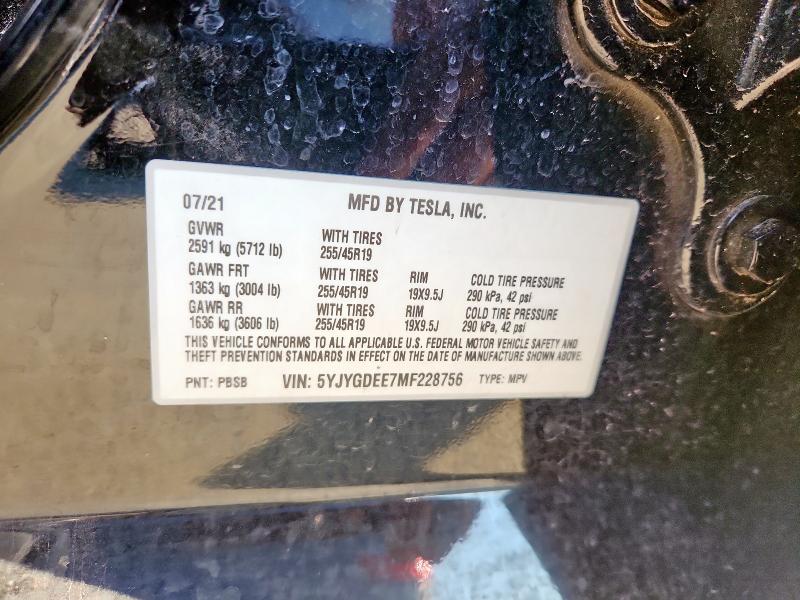 07/21 MFD BY TESLA, INC.
GVWR
2591 kg (5712 lb) WITH TIRES 255/45R19
GAWR FRT WITH TIRES RIM COLD TIRE PRESSURE
1363 kg (3004 lb) 255/45R19 19X9.5J 290 kPa, 42 psi
GAWR RR WITH TIRES RIM COLD TIRE PRESSURE
1636 kg (3606 lb) 255/45R19 19X9.5J 290 kPa, 42 psi
THIS VEHICLE CONFORMS TO ALL APPLICABLE U.S. FEDERAL MOTOR VEHICLE SAFETY AND
THEFT PREVENTION STANDARDS IN EFFECT ON THE DATE OF MANUFACTURE SHOWN ABOVE.
PNT: PBSB VIN: 5YJYGDEE7MF228756 TYPE: MPV